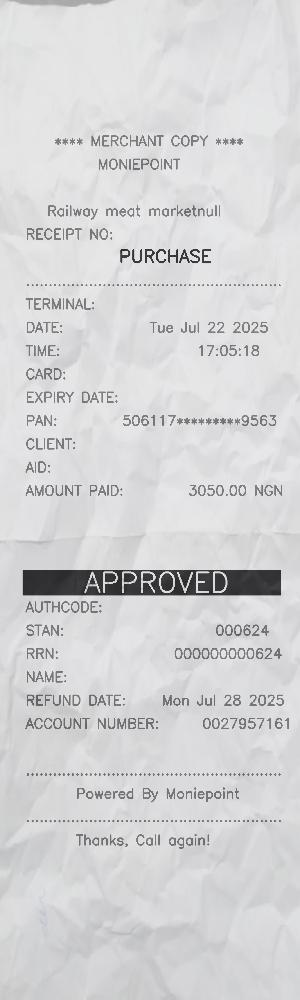 **** MERCHANT COPY ****
MONIEPOINT
Railway meat marketnull
RECEIPT NO:
PURCHASE
TERMINAL:
DATE: Tue Jul 22 2025
TIME: 17:05:18
CARD:
EXPIRY DATE:
PAN: 506117*********9563
CLIENT:
AID:
AMOUNT PAID: 3050.00 NGN
APPROVED
AUTHCODE:
STAN: 000624
RRN: 000000000624
NAME:
REFUND DATE: Mon Jul 28 2025
ACCOUNT NUMBER: 0027957161
Powered By Moniepoint
Thanks, Call again!